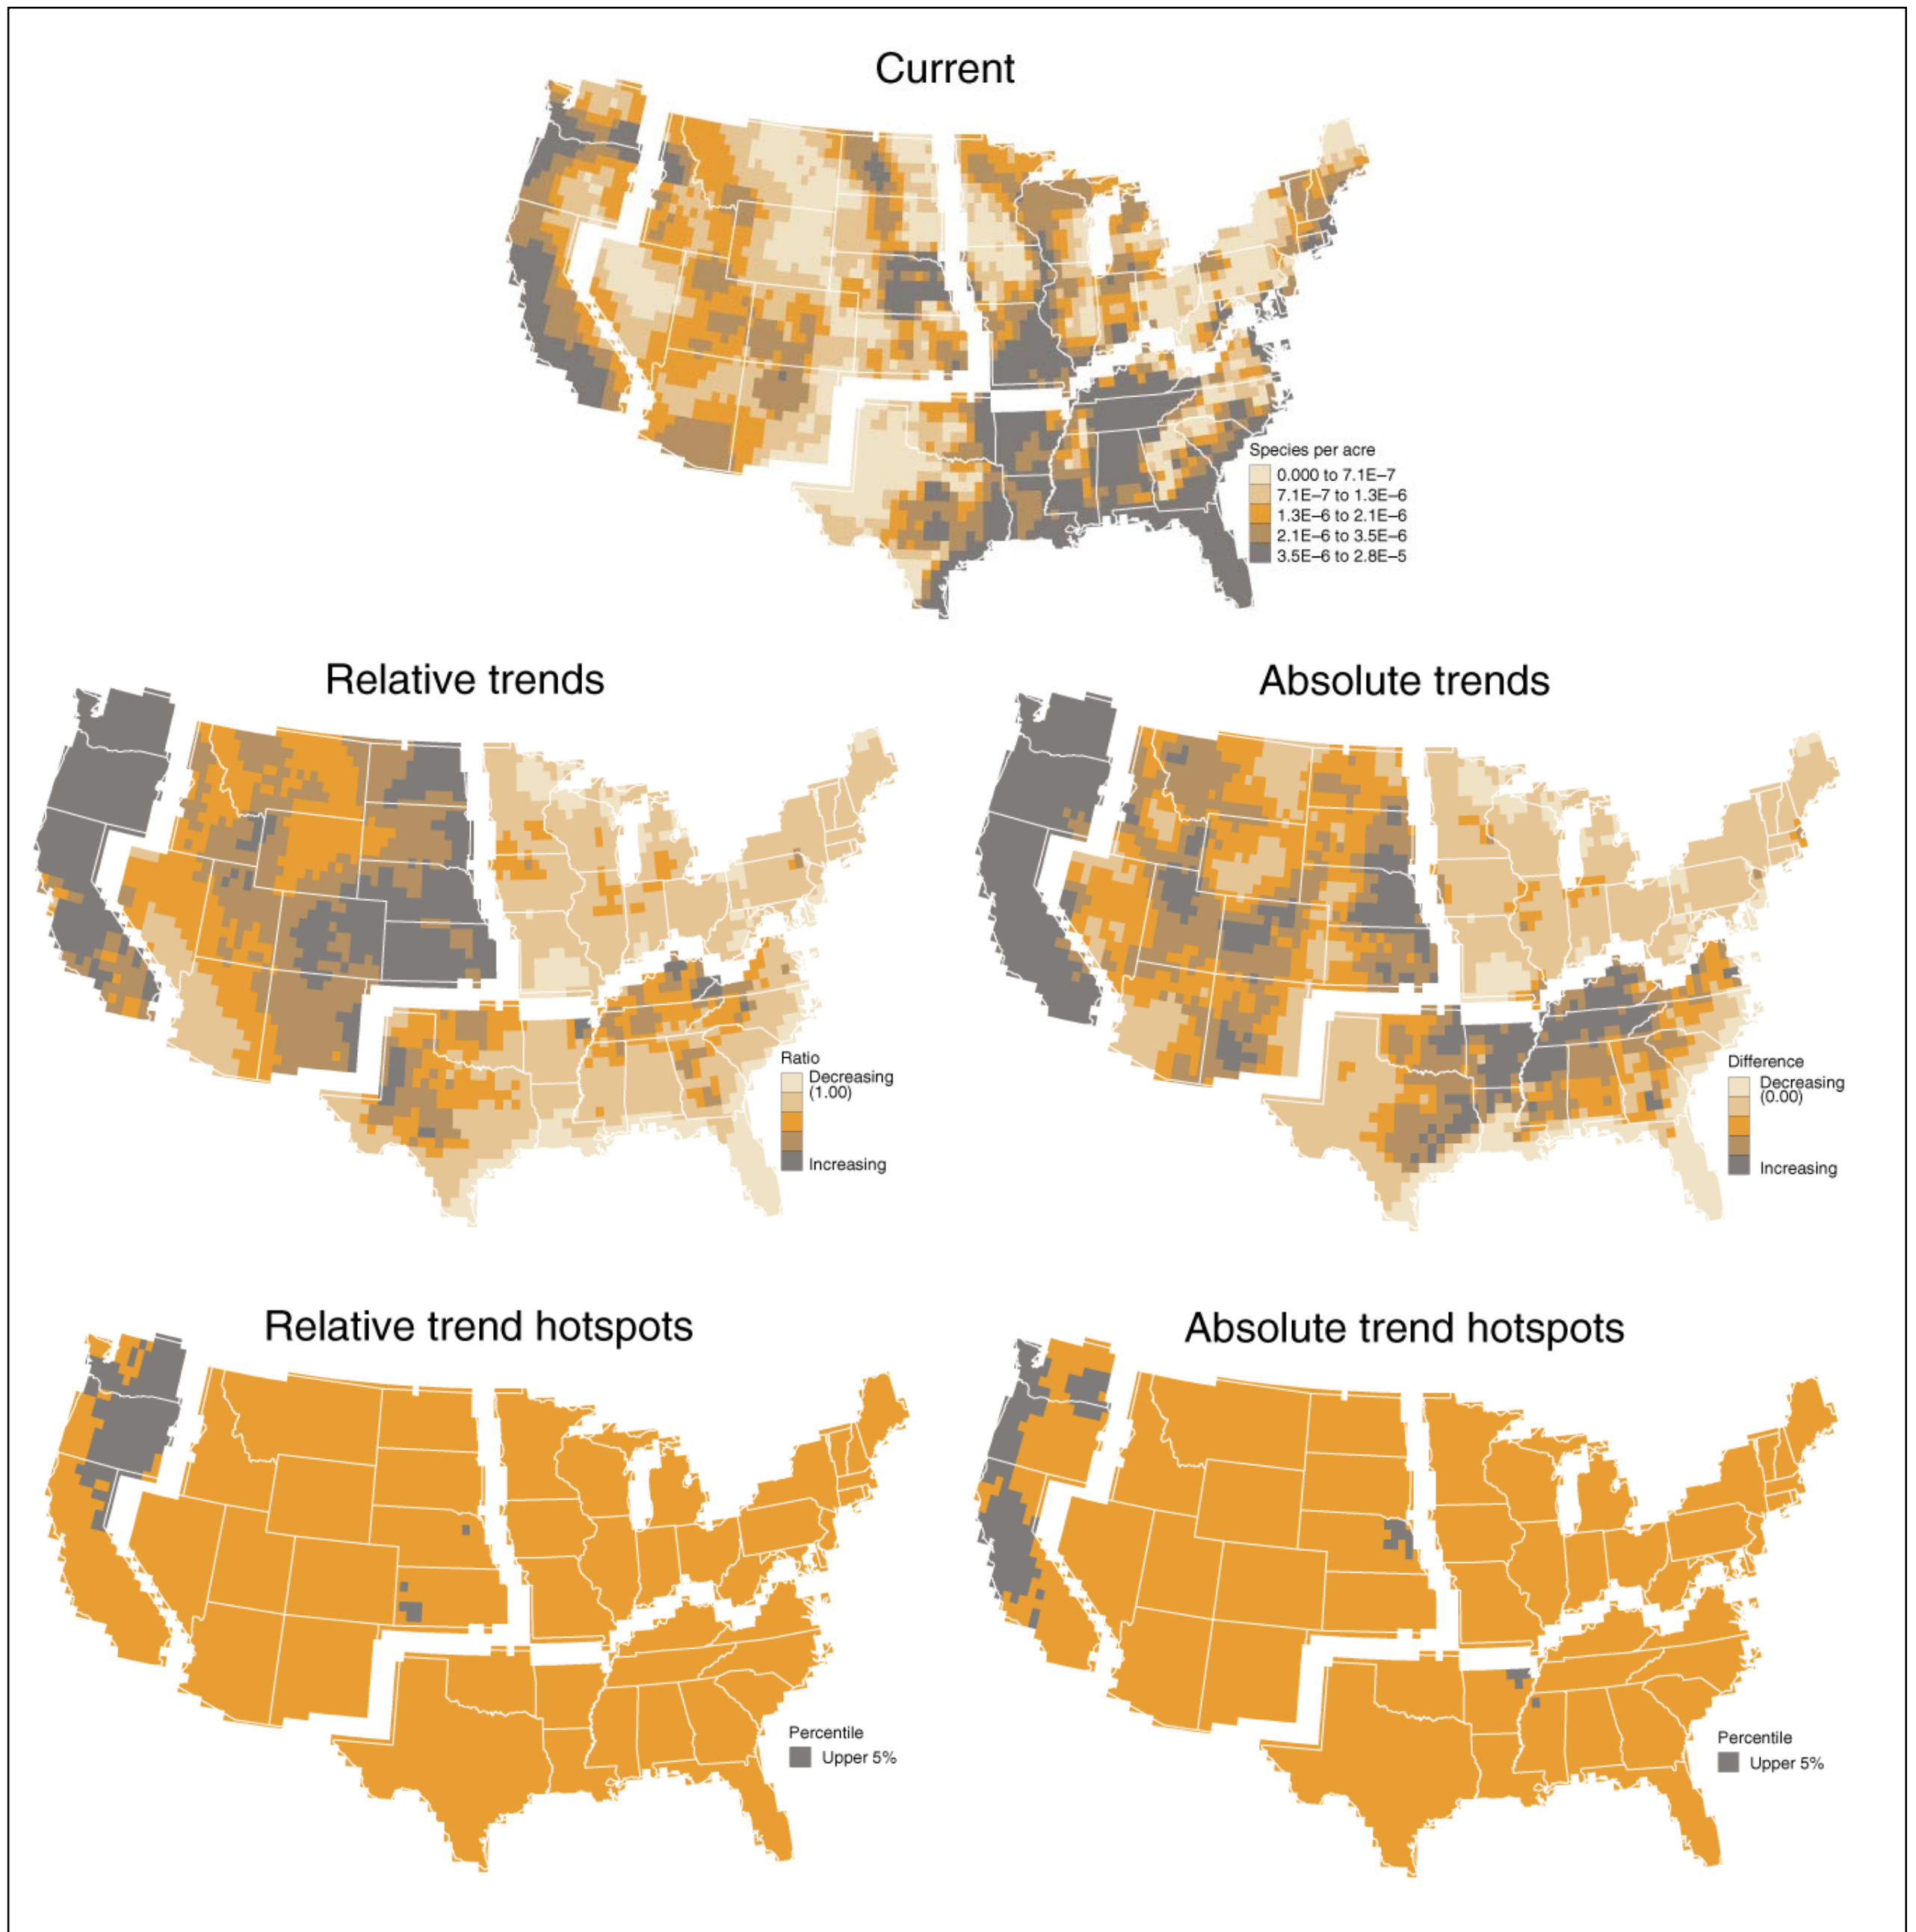 Current
Species per acre
0.000 to 7.1E–7
7.1E–7 to 1.3E–6
1.3E–6 to 2.1E–6
2.1E–6 to 3.5E–6
3.5E–6 to 2.8E–5
Relative trends
Ratio
Decreasing
(1.00)
Increasing
Absolute trends
Difference
Decreasing
(0.00)
Increasing
Relative trend hotspots
Percentile
Upper 5%
Absolute trend hotspots
Percentile
Upper 5%